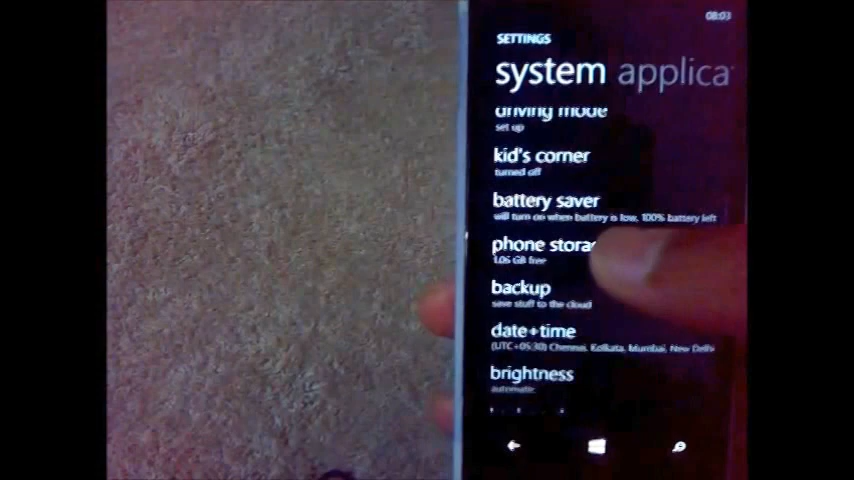 08:03
SETTINGS
system applica
driving mode
set up
kid's corner
turned off
battery saver
will turn on when battery is low, 100% battery left
phone storag
1.06 GB free
backup
save stuff to the cloud
date+time
(UTC+05:30) Chennai, Kolkata, Mumbai, New Delhi
brightness
automatic